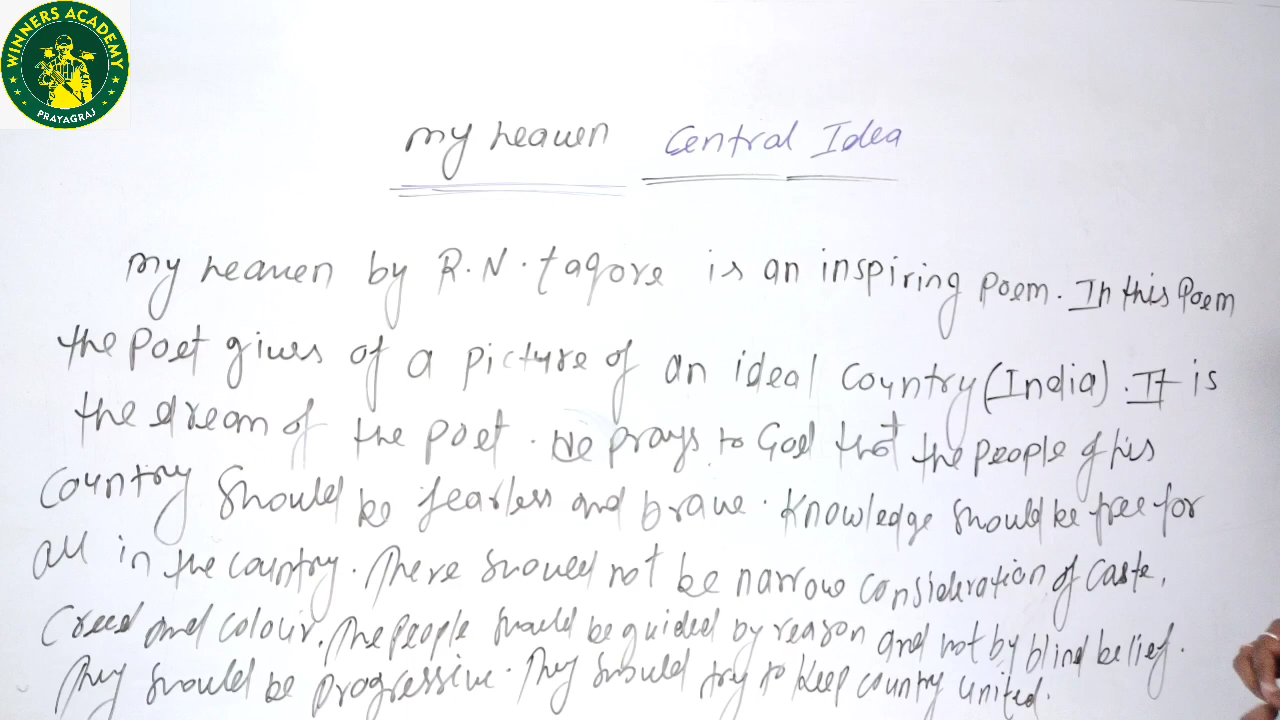 WINNERS ACADEMY
PRAYAGRAJ
My heaven Central Idea
My heaven by R.N. tagore is an inspiring poem. In this Poem
the Poet gives of a picture of an ideal country (India). It is
the dream of the poet. He prays to God that the people of his
country should be fearless and brave. Knowledge should be free for
all in the country. There should not be narrow consideration of caste,
Creed and colour. The people should be guided by reason and not by blind belief.
They should be progressive. They should try to keep country united.